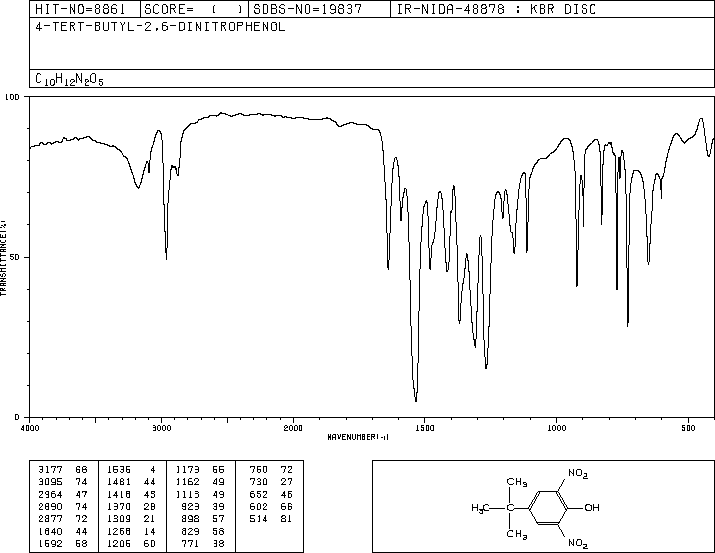 HIT-NO=8861 SCORE= ( ) SDBS-NO=19837 IR-NIDA-48878 : KBR DISC
4-TERT-BUTYL-2,6-DINITROPHENOL
C10H12N2O5
100
50
0
TRANSMITTANCE(%)
4000 3000 2000 1500 1000 500
WAVENUMBER(-1)
3177 68 1536 4 1173 66 760 72
3095 74 1481 44 1162 49 730 27
2964 47 1418 45 1113 49 652 46
2890 74 1370 28 923 39 602 66
2877 72 1309 21 898 57 514 81
1640 44 1268 14 829 58
1592 58 1206 60 771 38
CH3 NO2
H3C C OH
CH3 NO2